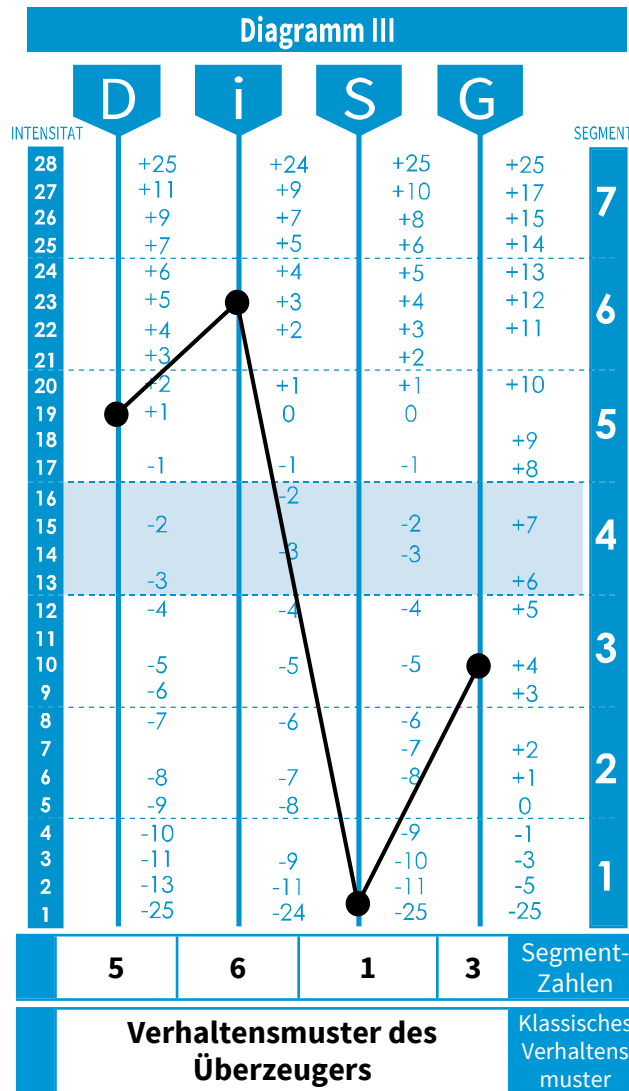 Diagramm III
D i S G
INTENSITÄT SEGMENT
28 +25 +24 +25 +25
27 +11 +9 +10 +17 7
26 +9 +7 +8 +15
25 +7 +5 +6 +14
24 +6 +4 +5 +13
23 +5 +3 +4 +12 6
22 +4 +2 +3 +11
21 +3 +2
20 +2 +1 +1 +10
19 +1 0 0 5
18 +9
17 -1 -1 -1 +8
16 -2
15 -2 -2 +7 4
14 -3 -3
13 -3 +6
12 -4 -4 -4 +5
11 3
10 -5 -5 -5 +4
9 -6 +3
8 -7 -6 -6
7 -7 +2 2
6 -8 -7 -8 +1
5 -9 -8 0
4 -10 -9 -1
3 -11 -9 -10 -3 1
2 -13 -11 -11 -5
1 -25 -24 -25 -25
5 6 1 3 Segment-
Zahlen
Verhaltensmuster des
Überzeugers
Klassisches
Verhaltens
muster